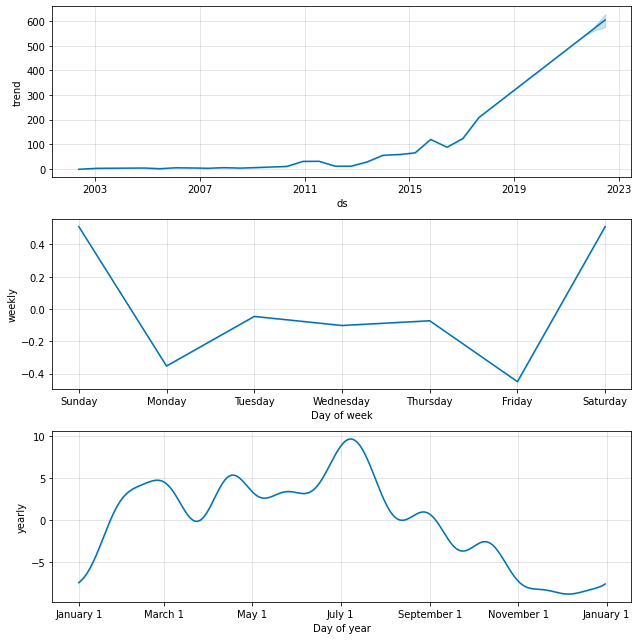 600
500
400
300
200
100
0
trend
2003 2007 2011 2015 2019 2023
ds
0.4
0.2
0.0
−0.2
−0.4
weekly
Sunday Monday Tuesday Wednesday Thursday Friday Saturday
Day of week
10
5
0
−5
yearly
January 1 March 1 May 1 July 1 September 1 November 1 January 1
Day of year